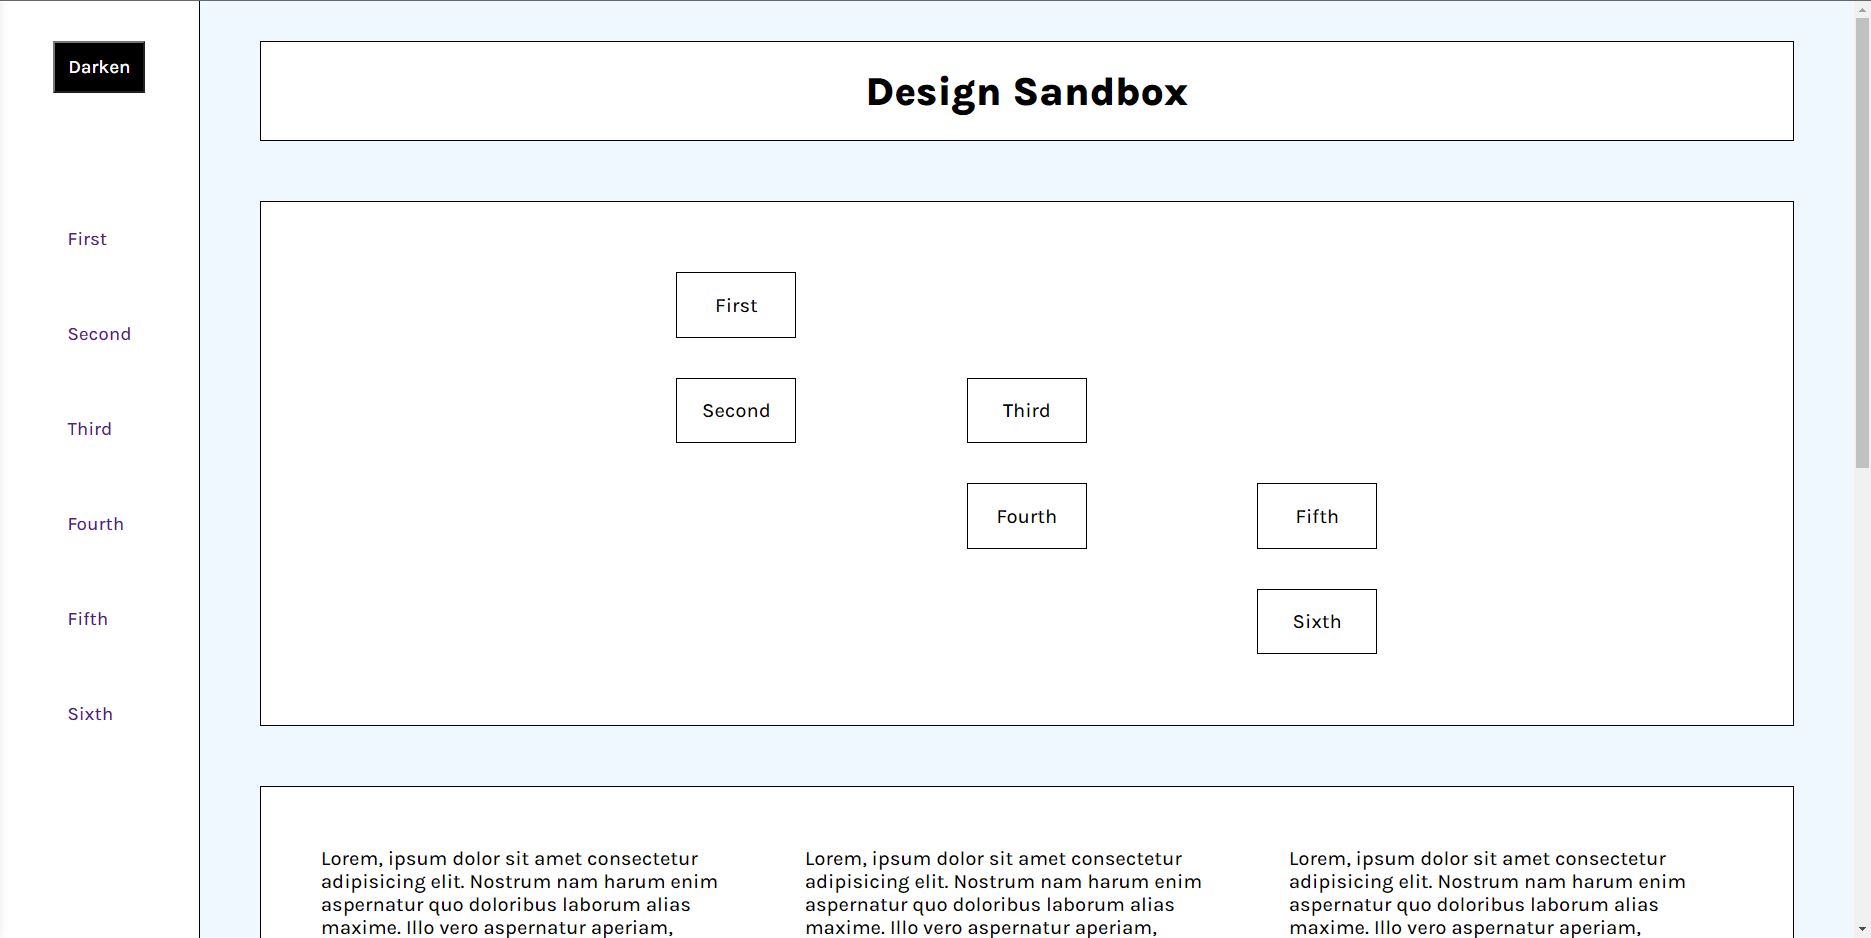 Darken
First
Second
Third
Fourth
Fifth
Sixth
Design Sandbox
First
Second
Third
Fourth
Fifth
Sixth
Lorem, ipsum dolor sit amet consectetur
adipisicing elit. Nostrum nam harum enim
aspernatur quo doloribus laborum alias
maxime. Illo vero aspernatur aperiam,
Lorem, ipsum dolor sit amet consectetur
adipisicing elit. Nostrum nam harum enim
aspernatur quo doloribus laborum alias
maxime. Illo vero aspernatur aperiam,
Lorem, ipsum dolor sit amet consectetur
adipisicing elit. Nostrum nam harum enim
aspernatur quo doloribus laborum alias
maxime. Illo vero aspernatur aperiam,